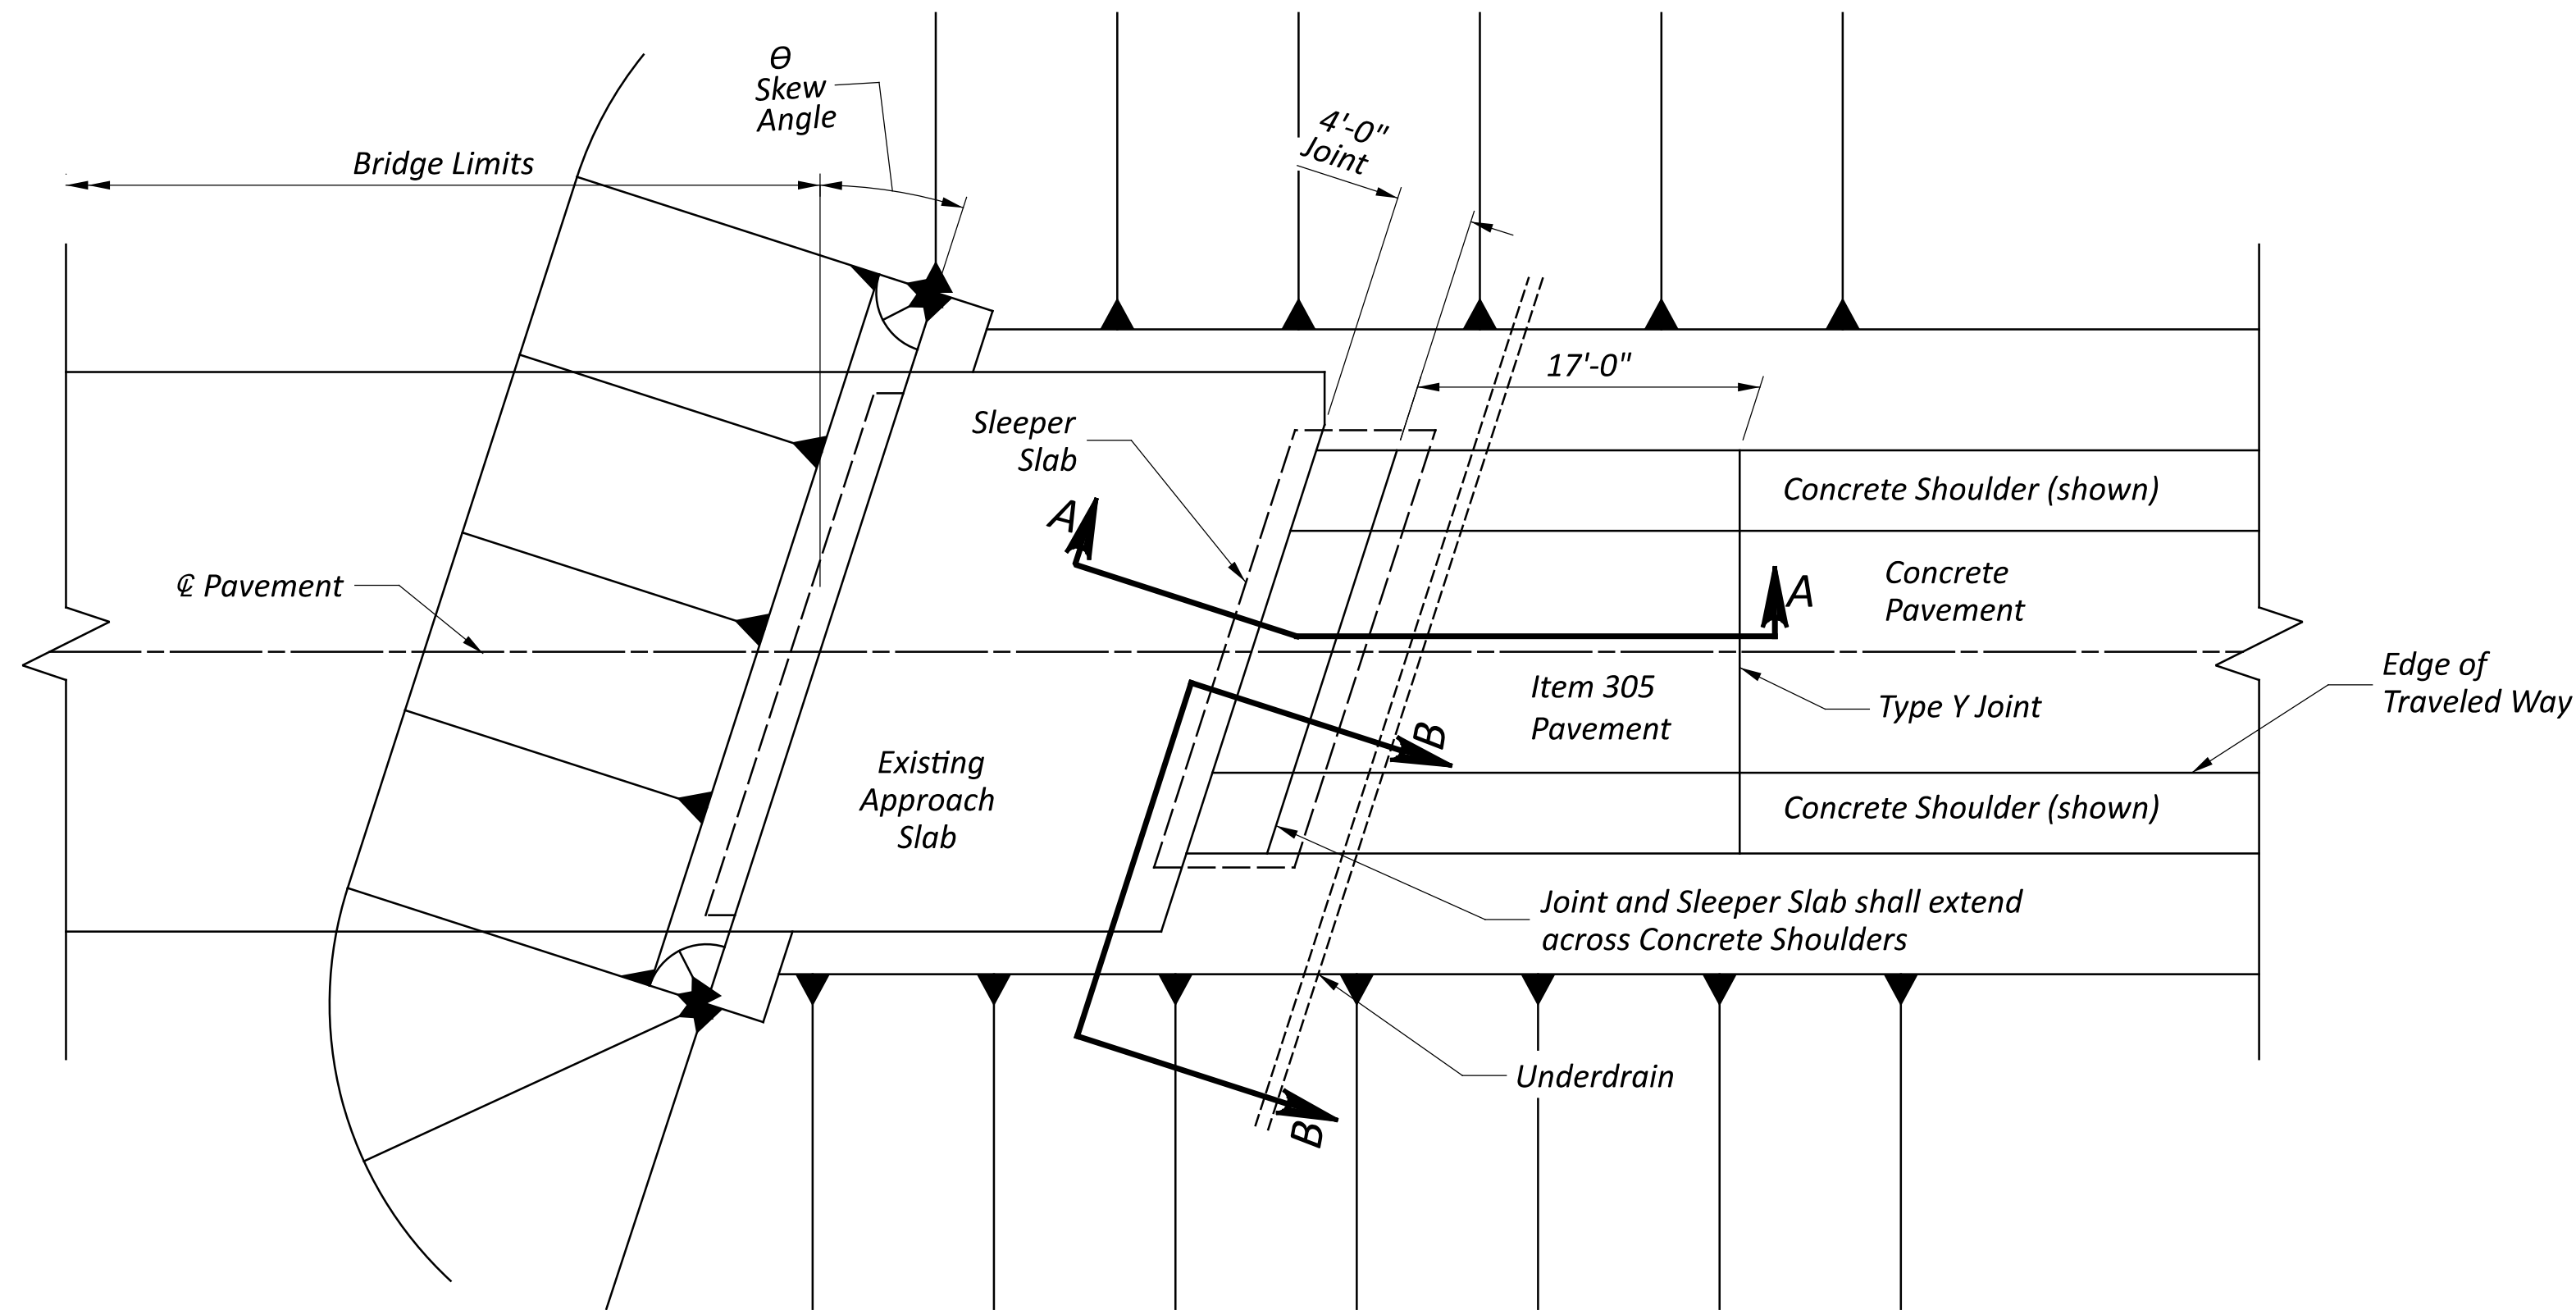 Ɵ
Skew
Angle
Bridge Limits
4'-0"
Joint
17'-0"
Sleeper
Slab
Concrete Shoulder (shown)
A
A
℄ Pavement
Concrete
Pavement
Item 305
Pavement
Type Y Joint
Edge of
Traveled Way
B
Existing
Approach
Slab
Concrete Shoulder (shown)
Joint and Sleeper Slab shall extend
across Concrete Shoulders
Underdrain
B